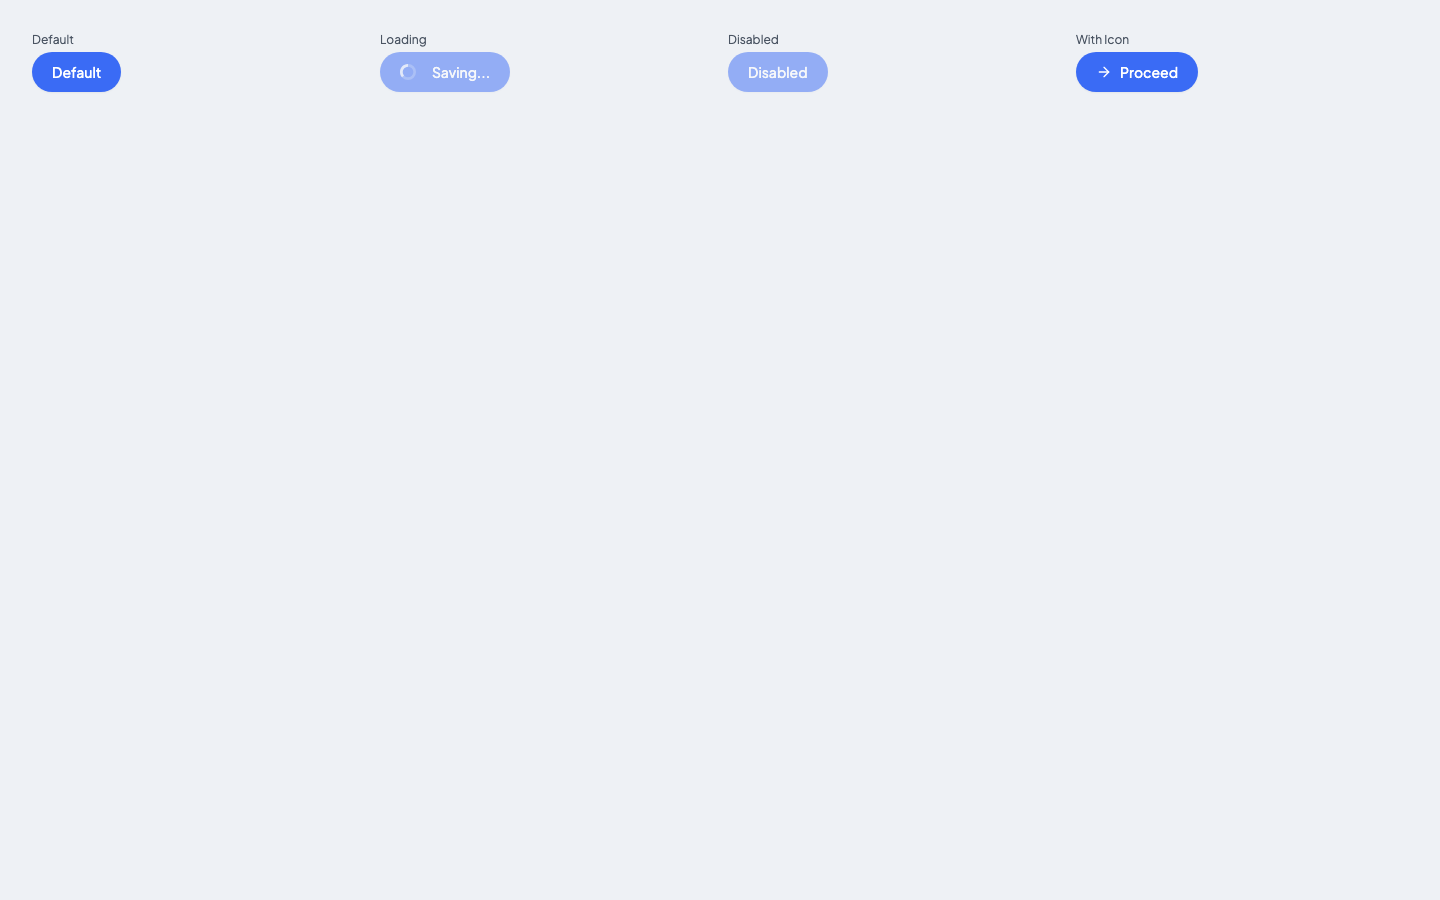 Default
Default
Loading
Saving...
Disabled
Disabled
With Icon
Proceed